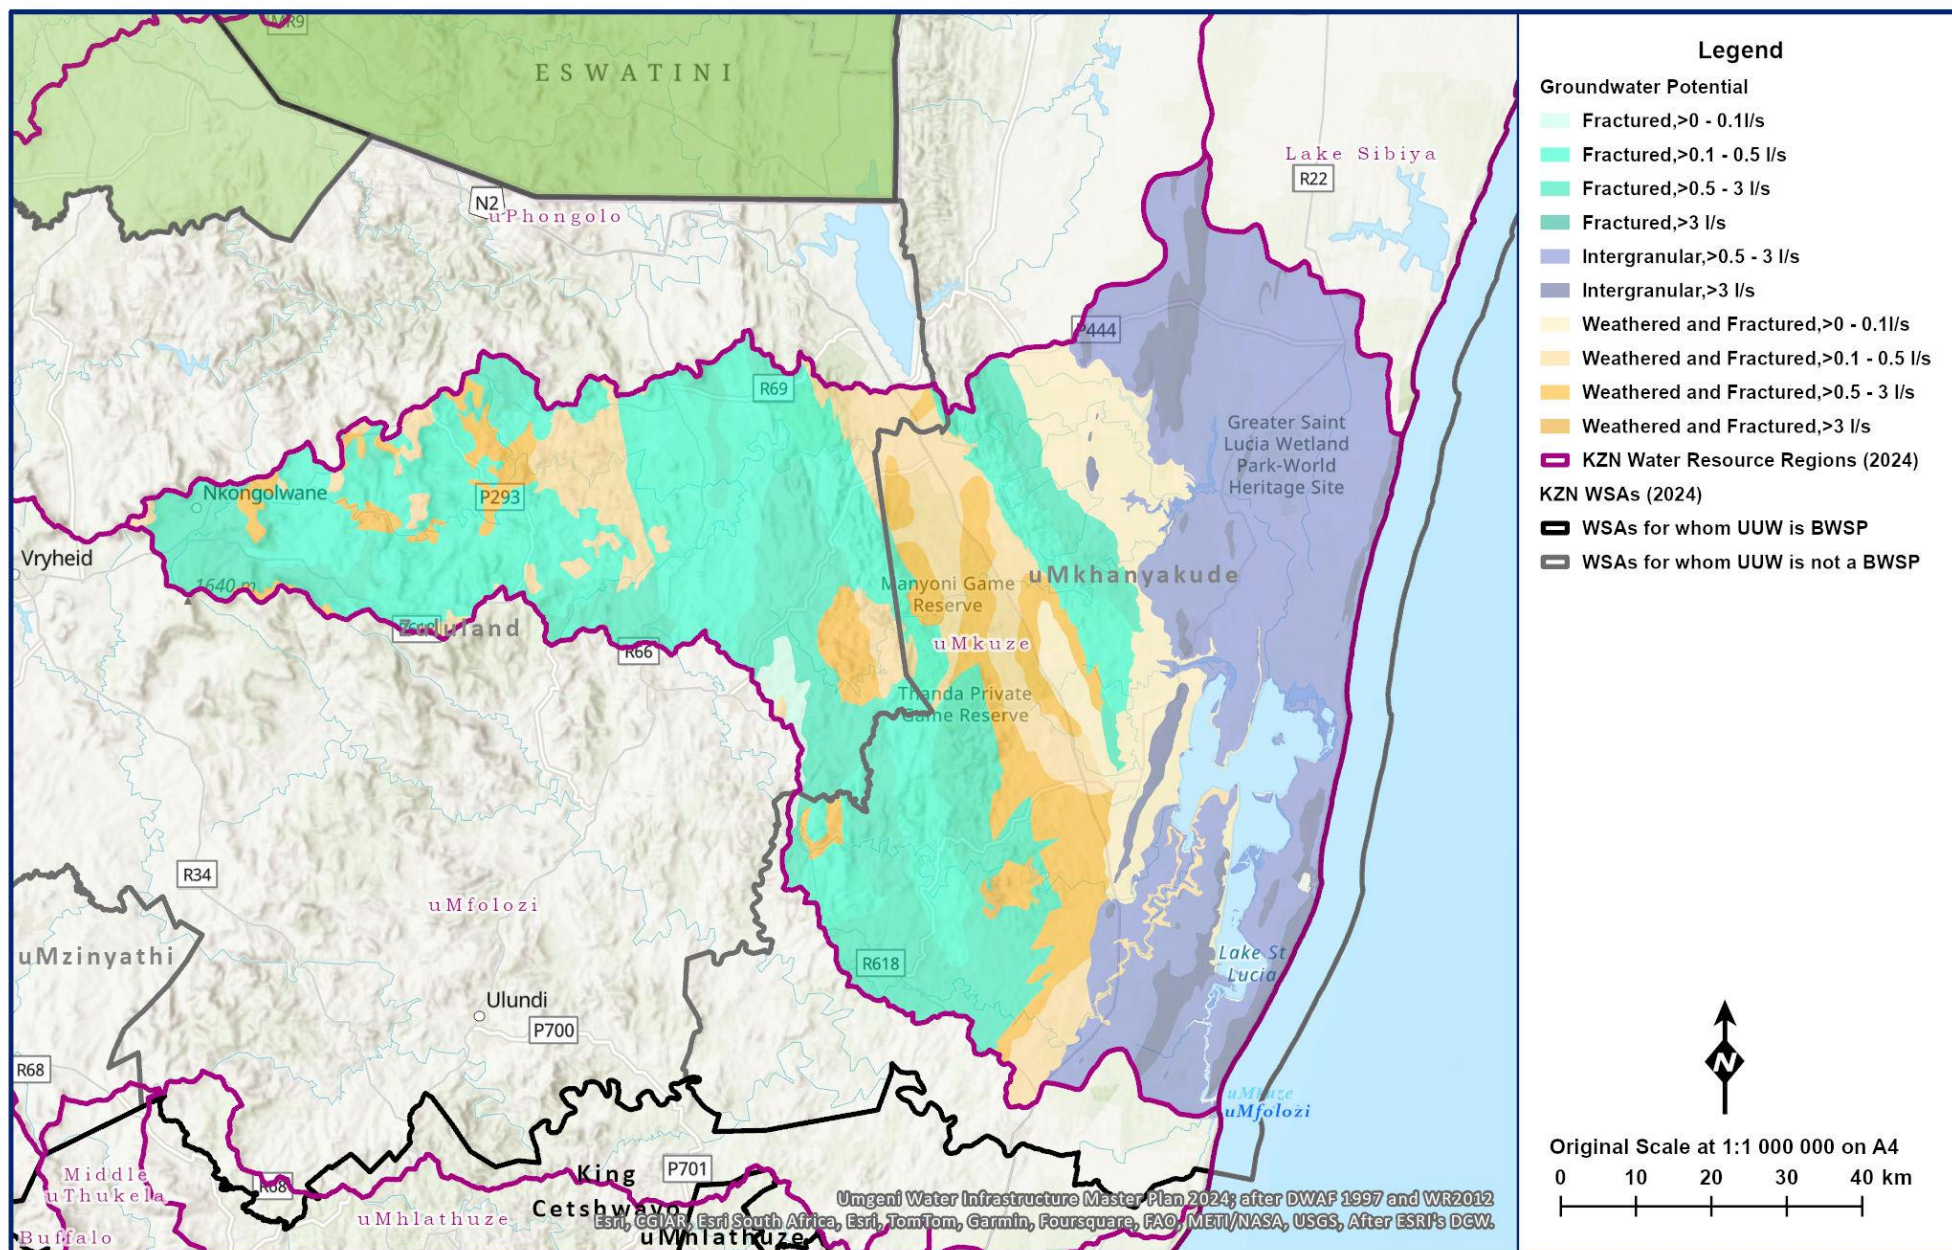 MR9
ESWATINI
Lake Sibiya
R22
N2
uPhongolo
P444
R69
Greater Saint
Lucia Wetland
Park-World
Heritage Site
Nkongolwane
P293
Vryheid
1640 m
Manyoni Game
Reserve
uMkhanyakude
Zululand
R66
uMkuze
Thanda Private
Game Reserve
R34
uMfolozi
uMzinyathi
R618
Lake St
Lucia
Ulundi
P700
R68
uMkuze
uMfolozi
Middle
uThukela
R68
King
Cetshwayo
P701
uMhlathuze
uMhlathuze
Buffalo
Umgeni Water Infrastructure Master Plan 2024; after DWAF 1997 and WR2012
Esri, CGIAR, Esri South Africa, Esri, TomTom, Garmin, Foursquare, FAO, METI/NASA, USGS, After ESRI's DCW.
Legend
Groundwater Potential
Fractured,>0 - 0.1l/s
Fractured,>0.1 - 0.5 l/s
Fractured,>0.5 - 3 l/s
Fractured,>3 l/s
Intergranular,>0.5 - 3 l/s
Intergranular,>3 l/s
Weathered and Fractured,>0 - 0.1l/s
Weathered and Fractured,>0.1 - 0.5 l/s
Weathered and Fractured,>0.5 - 3 l/s
Weathered and Fractured,>3 l/s
KZN Water Resource Regions (2024)
KZN WSAs (2024)
WSAs for whom UUW is BWSP
WSAs for whom UUW is not a BWSP
N
Original Scale at 1:1 000 000 on A4
0 10 20 30 40 km